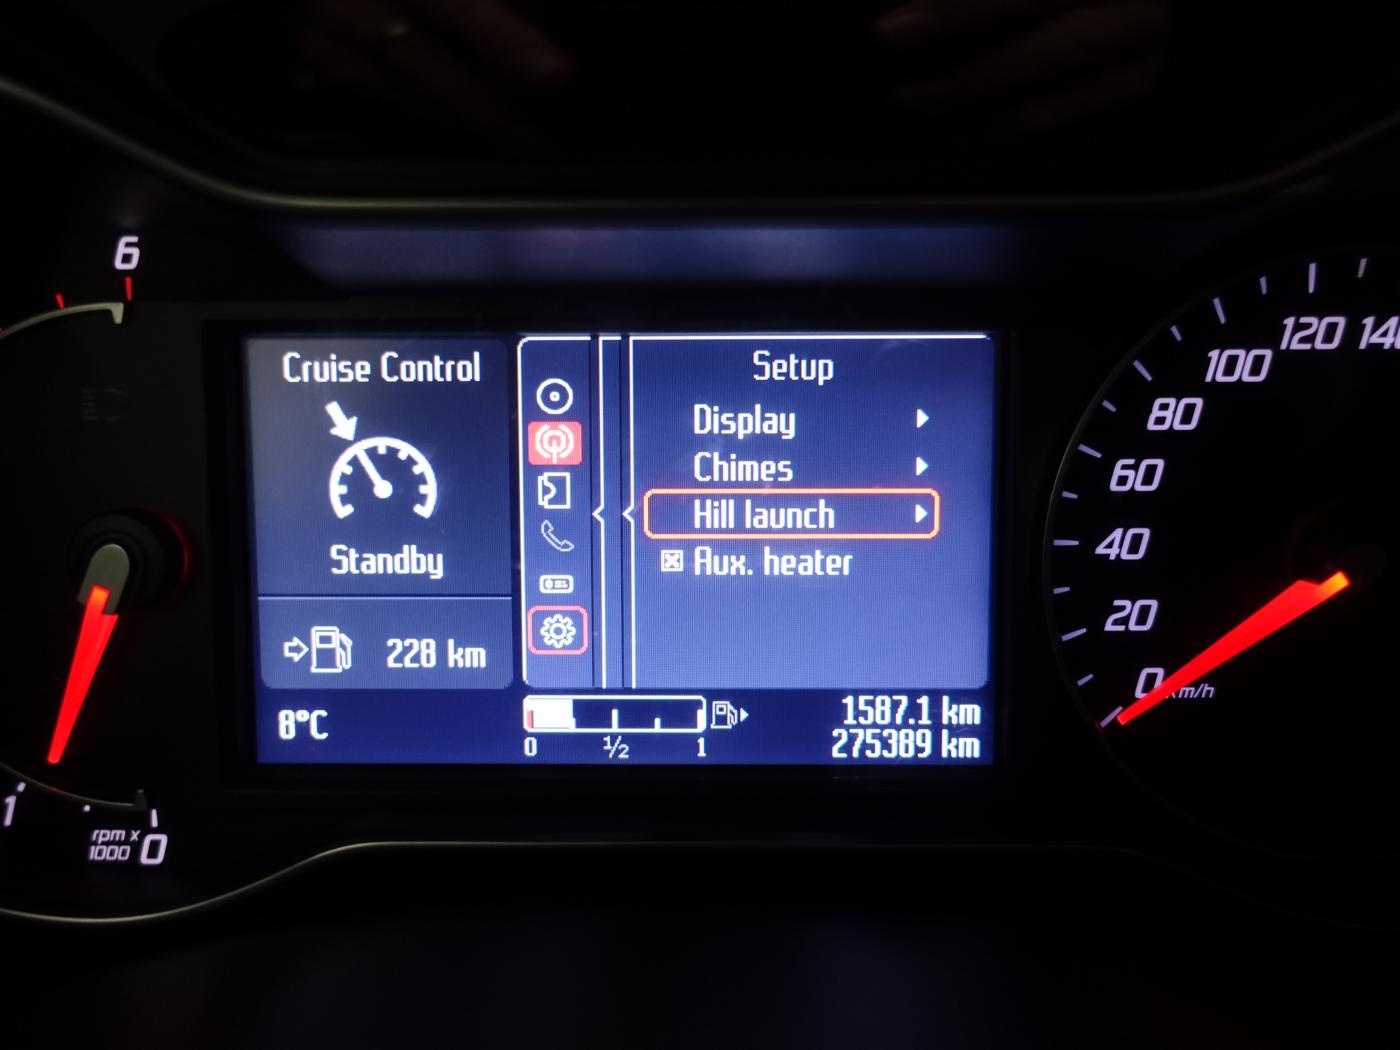 6
Cruise Control
Standby
228 km
8°C
Setup
Display
Chimes
Hill launch
Aux. heater
0 1/2 1
1587.1 km
275389 km
1
rpm x
1000
0
120
100
80
60
40
20
0